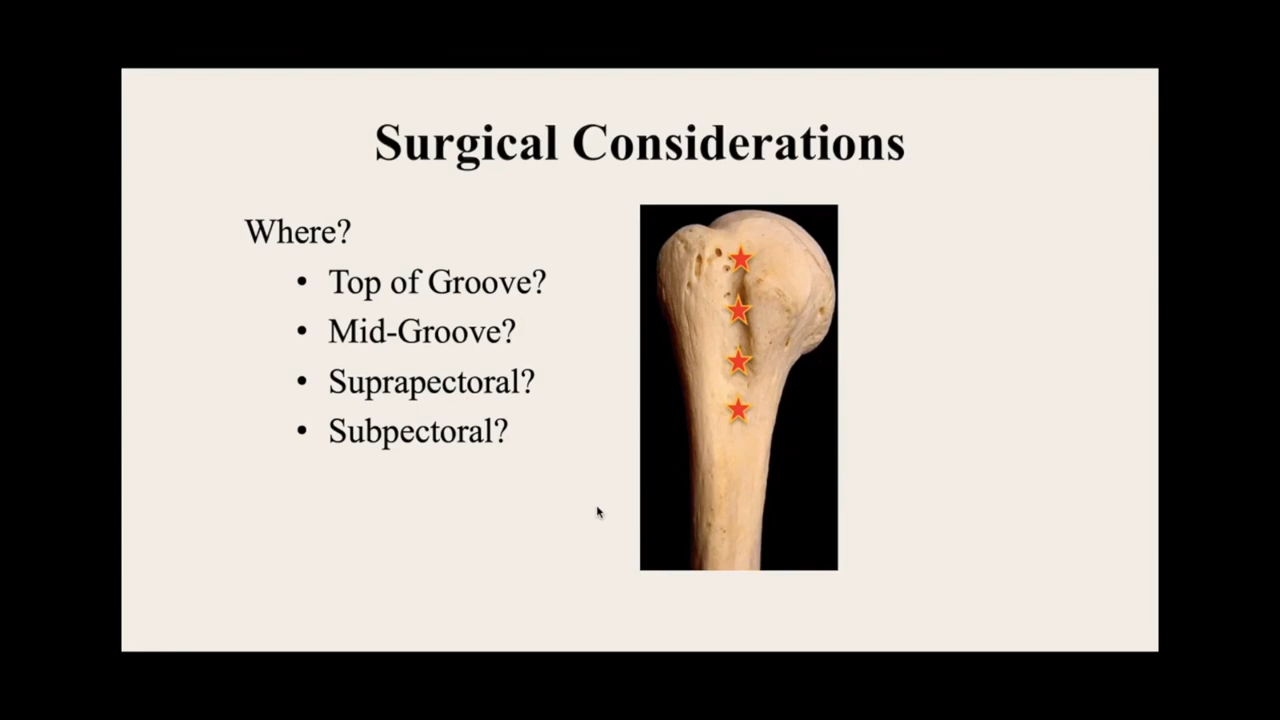 Surgical Considerations
Where?
• Top of Groove?
• Mid-Groove?
• Suprapectoral?
• Subpectoral?